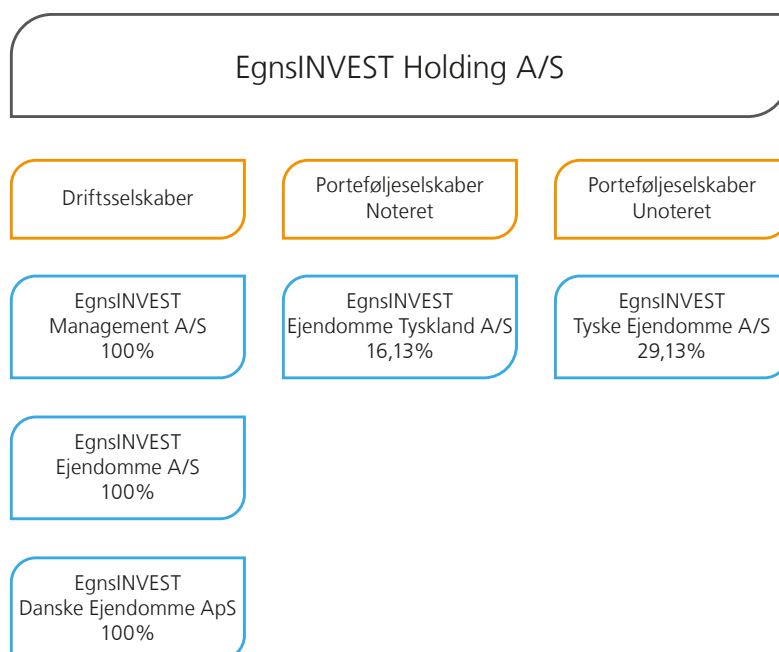 EgnsINVEST Holding A/S
Driftsselskaber
Porteføljeselskaber
Noteret
Porteføljeselskaber
Unoteret
EgnsINVEST
Management A/S
100%
EgnsINVEST
Ejendomme Tyskland A/S
16,13%
EgnsINVEST
Tyske Ejendomme A/S
29,13%
EgnsINVEST
Ejendomme A/S
100%
EgnsINVEST
Danske Ejendomme ApS
100%